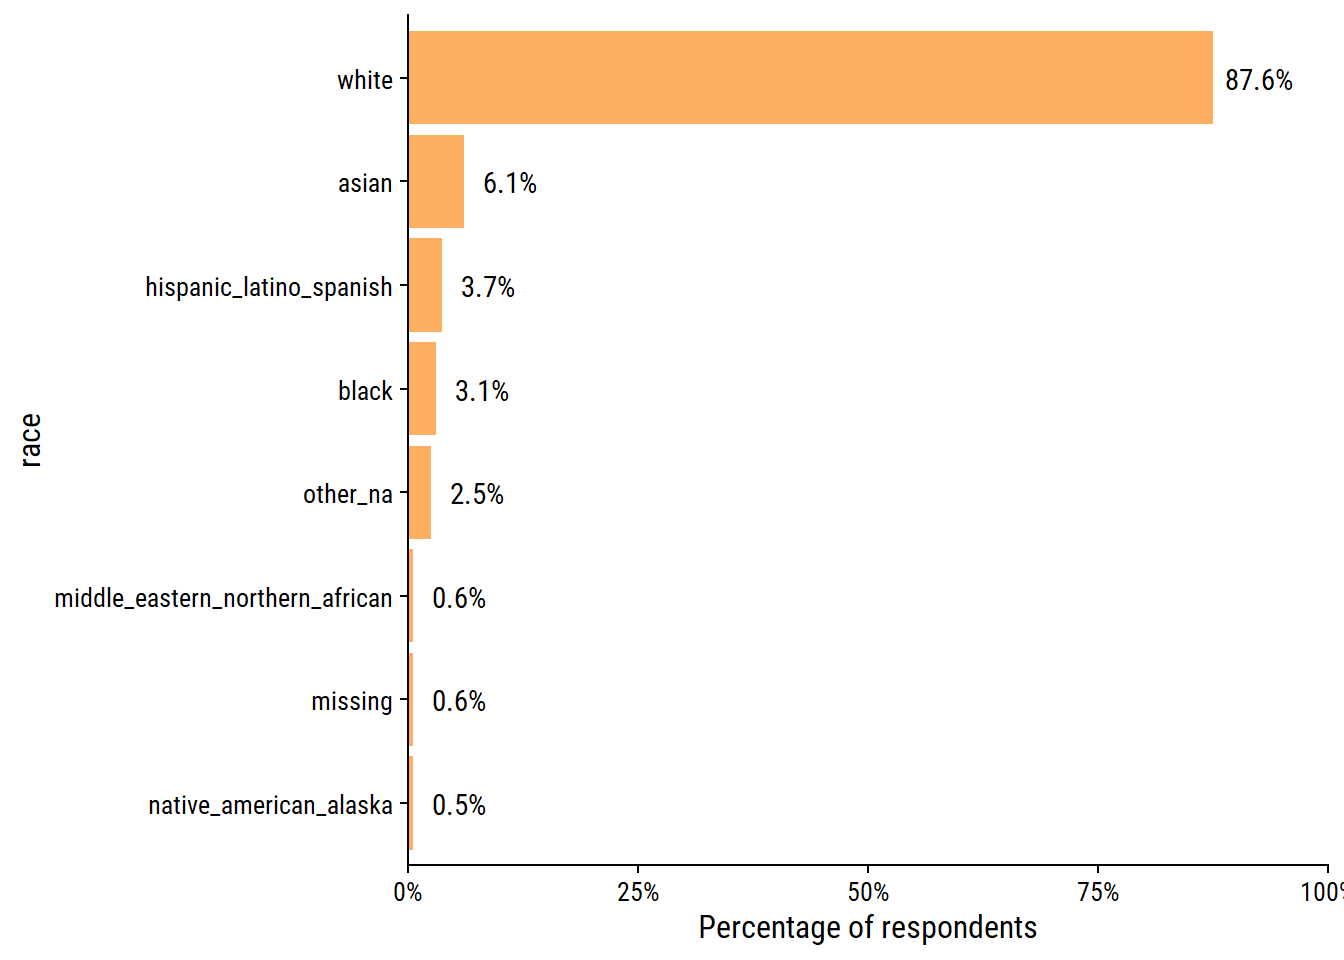 white
87.6%
asian
6.1%
hispanic_latino_spanish
3.7%
black
3.1%
race
other_na
2.5%
middle_eastern_northern_african
0.6%
missing
0.6%
native_american_alaska
0.5%
0% 25% 50% 75% 100%
Percentage of respondents